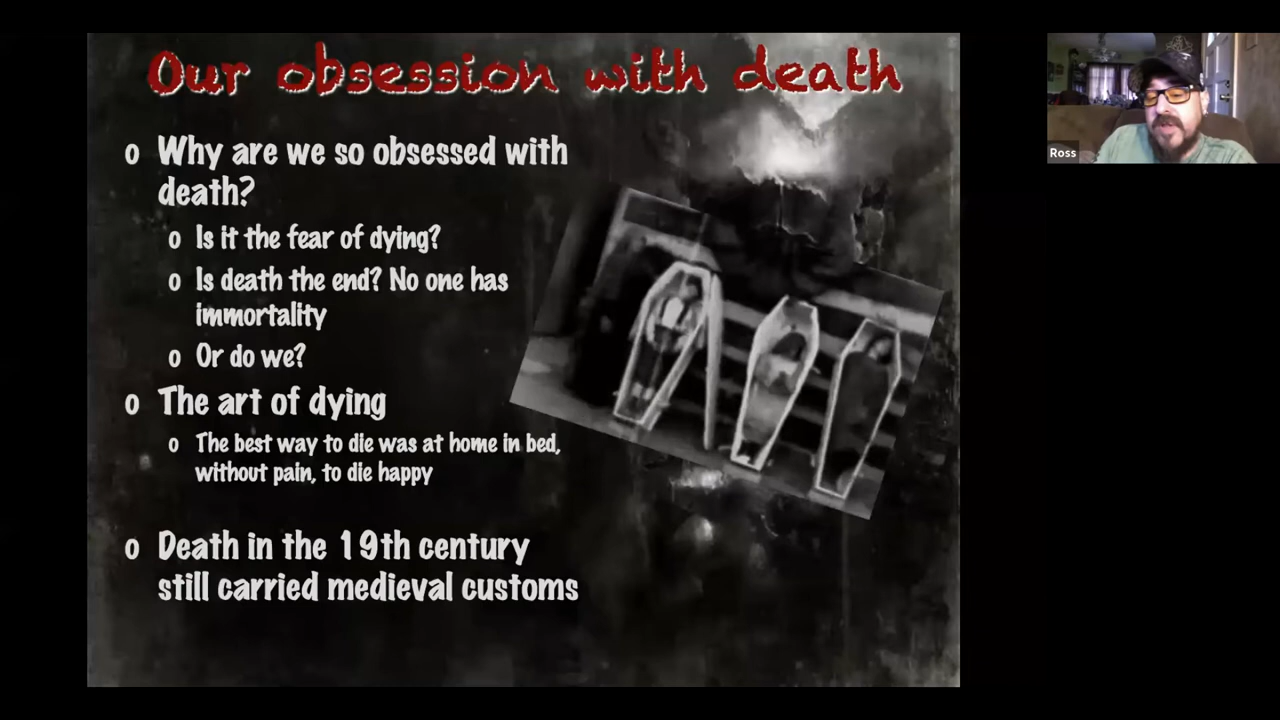 Our obsession with death
o Why are we so obsessed with
death?
o Is it the fear of dying?
o Is death the end? No one has
immortality
o Or do we?
o The art of dying
o The best way to die was at home in bed,
without pain, to die happy
o Death in the 19th century
still carried medieval customs
Ross